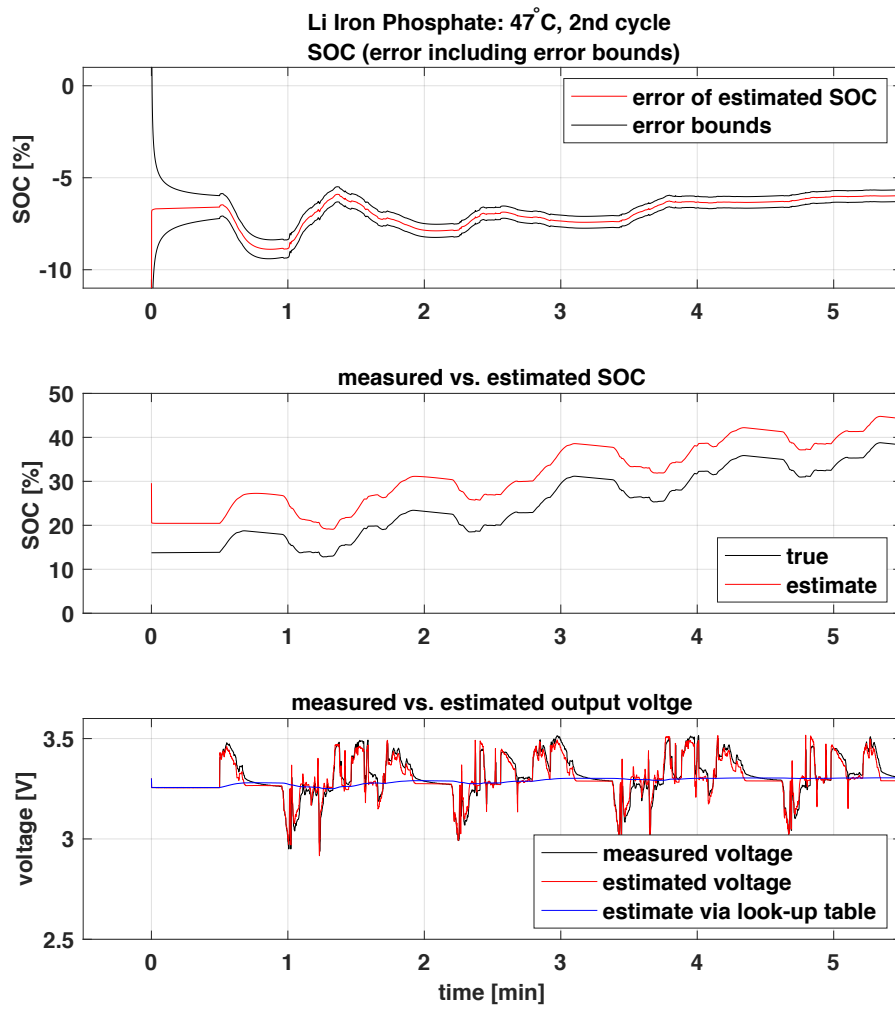 Li Iron Phosphate: 47°C, 2nd cycle
SOC (error including error bounds)
0
-5
-10
SOC [%]
error of estimated SOC
error bounds
0 1 2 3 4 5
measured vs. estimated SOC
50
40
30
20
10
0
SOC [%]
true
estimate
0 1 2 3 4 5
measured vs. estimated output voltge
3.5
3
2.5
voltage [V]
measured voltage
estimated voltage
estimate via look-up table
0 1 2 3 4 5
time [min]